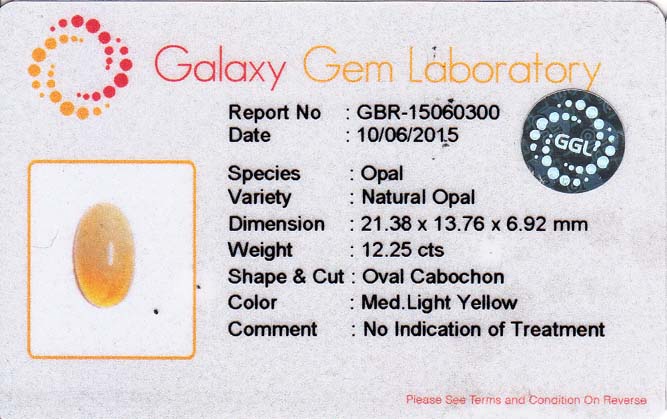 Galaxy Gem Laboratory
Report No : GBR-15060300
Date : 10/06/2015
GGL
Species : Opal
Variety : Natural Opal
Dimension : 21.38 x 13.76 x 6.92 mm
Weight : 12.25 cts
Shape & Cut : Oval Cabochon
Color : Med.Light Yellow
Comment : No Indication of Treatment
Please See Terms and Condition On Reverse